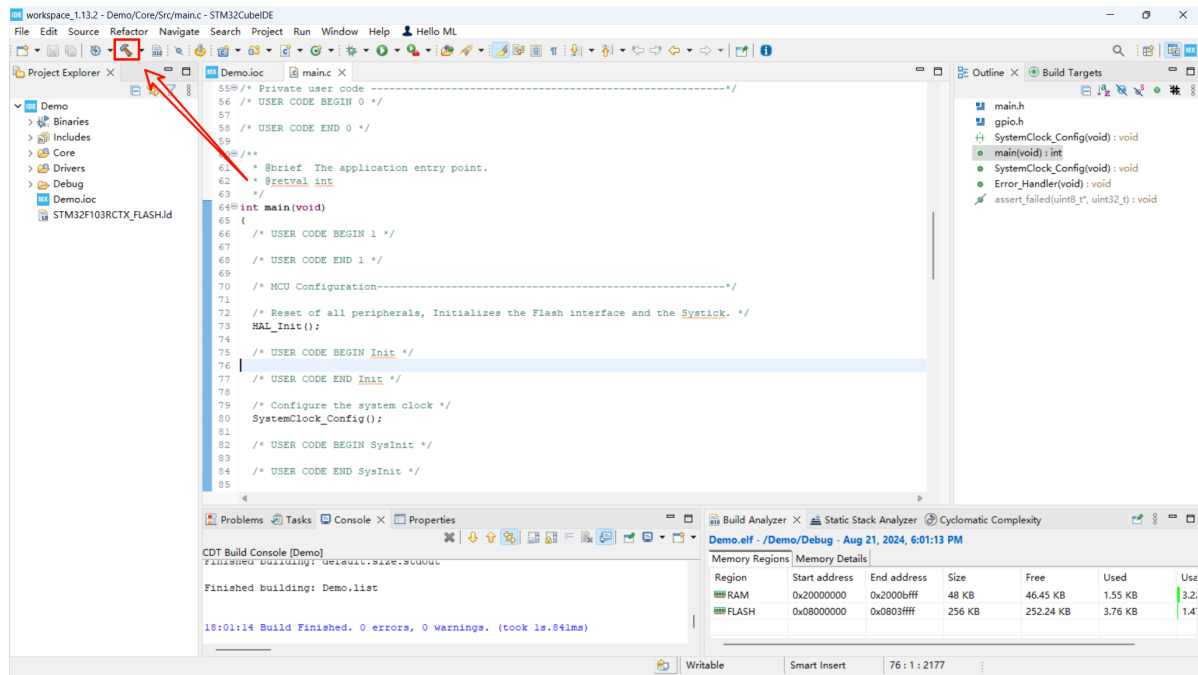 workspace_1.13.2 - Demo/Core/Src/main.c - STM32CubeIDE
File Edit Source Refactor Navigate Search Project Run Window Help Hello ML
Project Explorer
Demo
Binaries
Includes
Core
Drivers
Debug
Demo.ioc
STM32F103RCTX_FLASH.ld
Demo.ioc main.c
55 /* Private user code ---------------------------------------------------------*/
56 /* USER CODE BEGIN 0 */
57
58 /* USER CODE END 0 */
59
60 /**
61 * @brief The application entry point.
62 * @retval int
63 */
64 int main(void)
65 {
66 /* USER CODE BEGIN 1 */
67
68 /* USER CODE END 1 */
69
70 /* MCU Configuration--------------------------------------------------------*/
71
72 /* Reset of all peripherals, Initializes the Flash interface and the Systick. */
73 HAL_Init();
74
75 /* USER CODE BEGIN Init */
76
77 /* USER CODE END Init */
78
79 /* Configure the system clock */
80 SystemClock_Config();
81
82 /* USER CODE BEGIN SysInit */
83
84 /* USER CODE END SysInit */
85
Outline Build Targets
main.h
gpio.h
SystemClock_Config(void) : void
main(void) : int
SystemClock_Config(void) : void
Error_Handler(void) : void
assert_failed(uint8_t*, uint32_t) : void
Problems Tasks Console Properties
CDT Build Console [Demo]
Finished building: default.size.stdout
Finished building: Demo.list
18:01:14 Build Finished. 0 errors, 0 warnings. (took 1s.841ms)
Build Analyzer Static Stack Analyzer Cyclomatic Complexity
Demo.elf - /Demo/Debug - Aug 21, 2024, 6:01:13 PM
Memory Regions Memory Details
Region Start address End address Size Free Used Usa
RAM 0x20000000 0x2000bfff 48 KB 46.45 KB 1.55 KB 3.2
FLASH 0x08000000 0x0803ffff 256 KB 252.24 KB 3.76 KB 1.4
Writable Smart Insert 76 : 1 : 2177